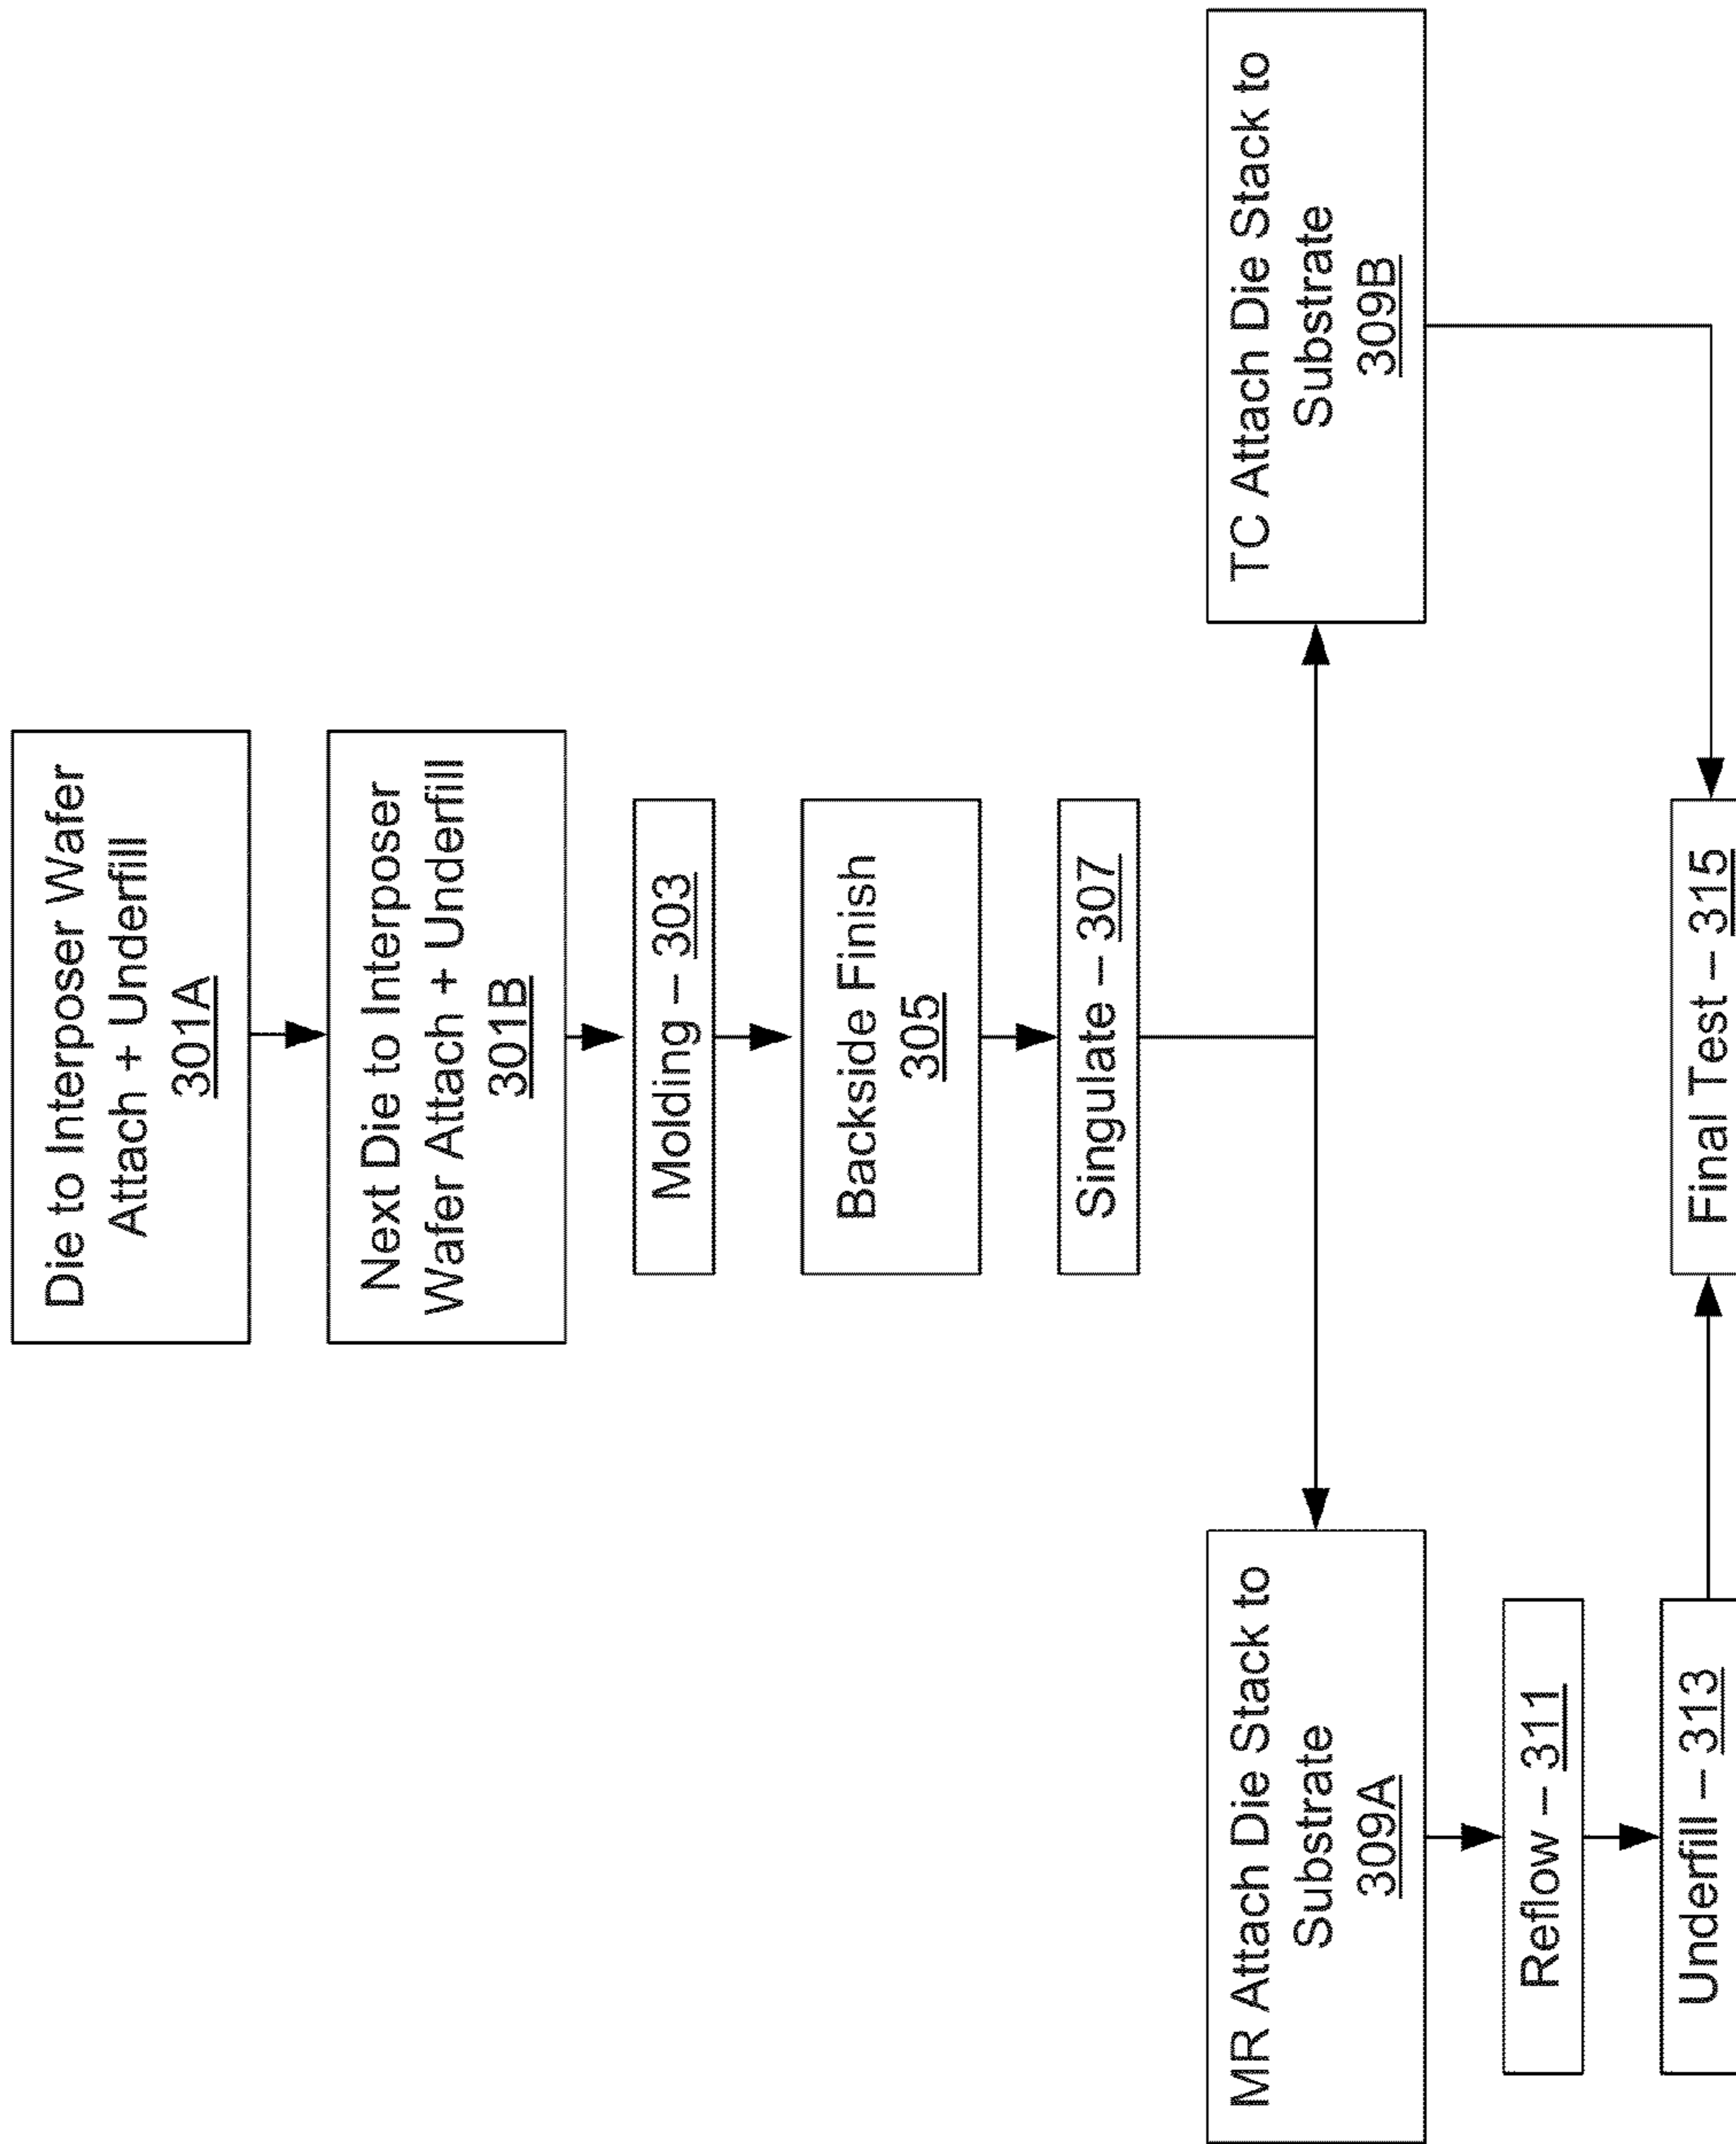 Die to Interposer Wafer
Attach + Underfill
301A
Next Die to Interposer
Wafer Attach + Underfill
301B
Molding – 303
Backside Finish
305
Singulate – 307
MR Attach Die Stack to
Substrate
309A
TC Attach Die Stack to
Substrate
309B
Reflow – 311
Underfill – 313
Final Test – 315